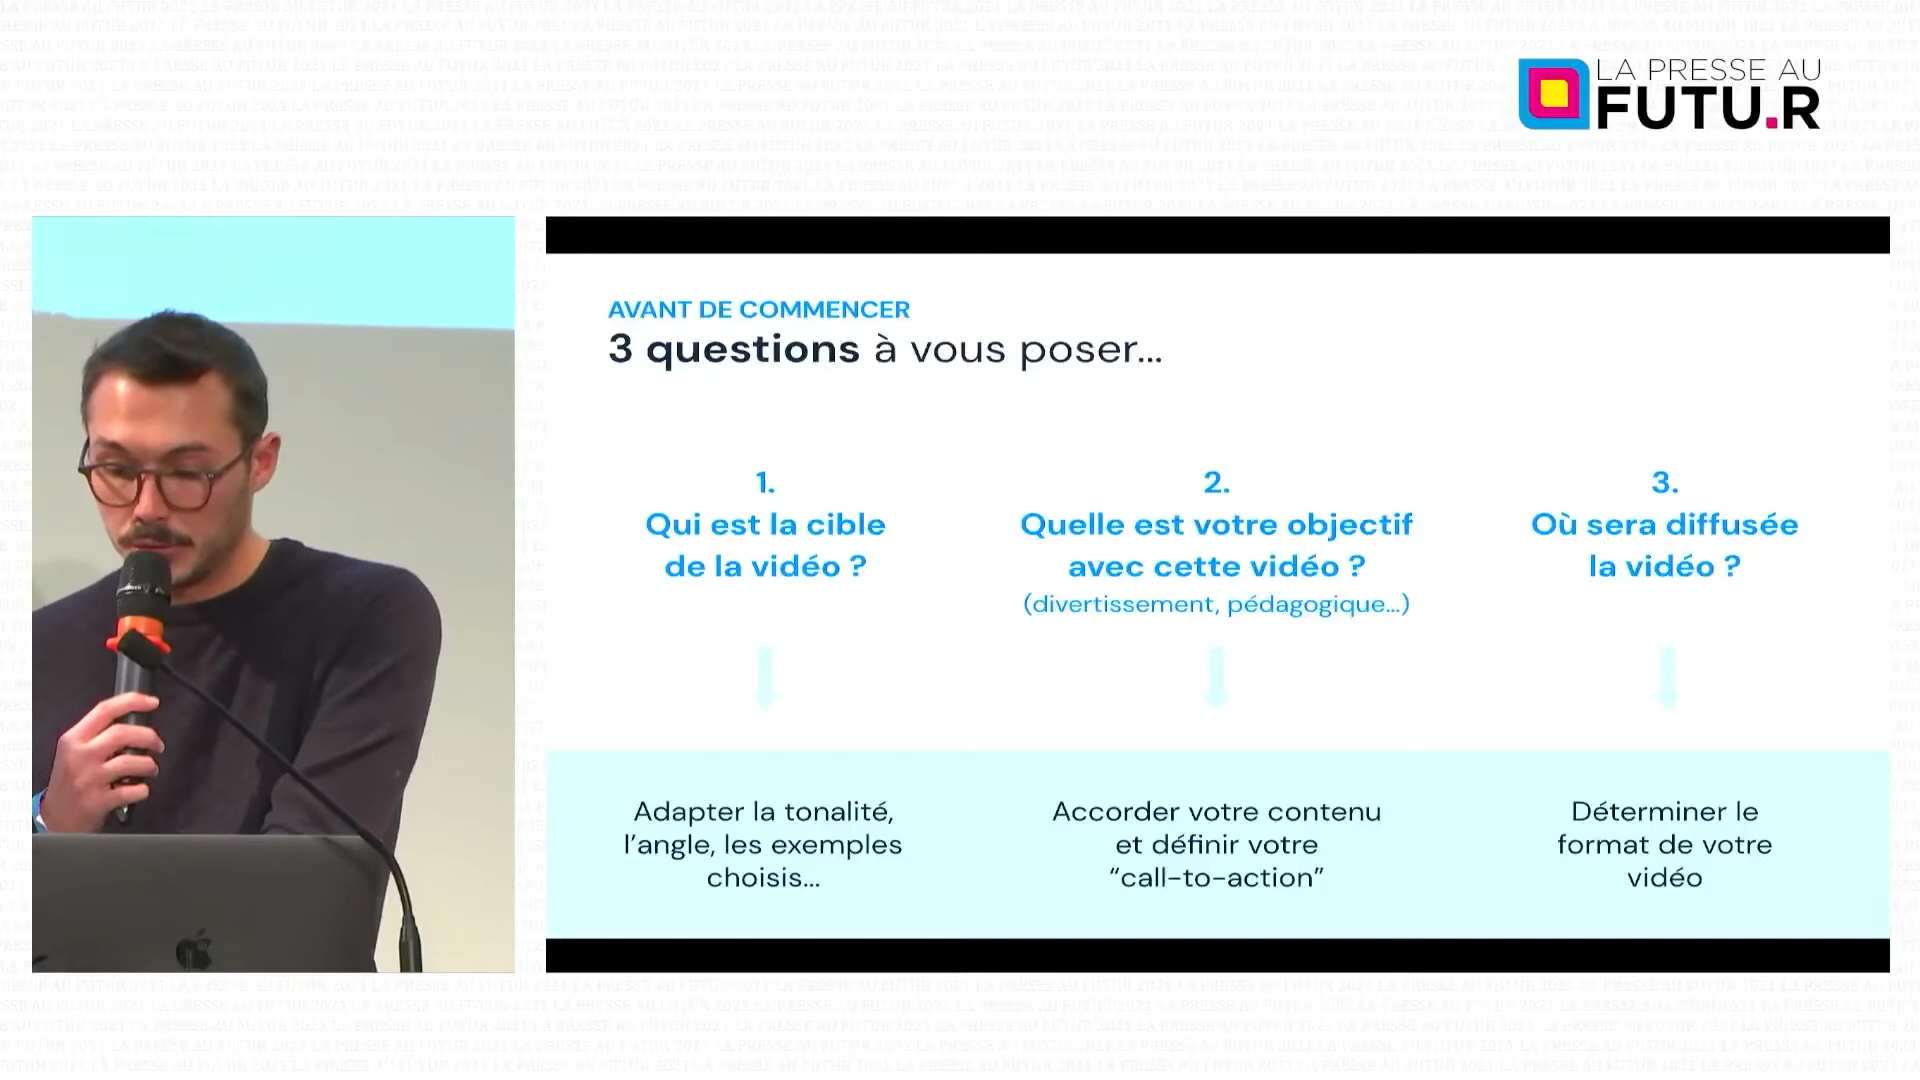 LA PRESSE AU
FUTU.R
AVANT DE COMMENCER
3 questions à vous poser...
1.
Qui est la cible
de la vidéo ?
2.
Quelle est votre objectif
avec cette vidéo ?
(divertissement, pédagogique...)
3.
Où sera diffusée
la vidéo ?
Adapter la tonalité,
l'angle, les exemples
choisis...
Accorder votre contenu
et définir votre
“call-to-action”
Déterminer le
format de votre
vidéo